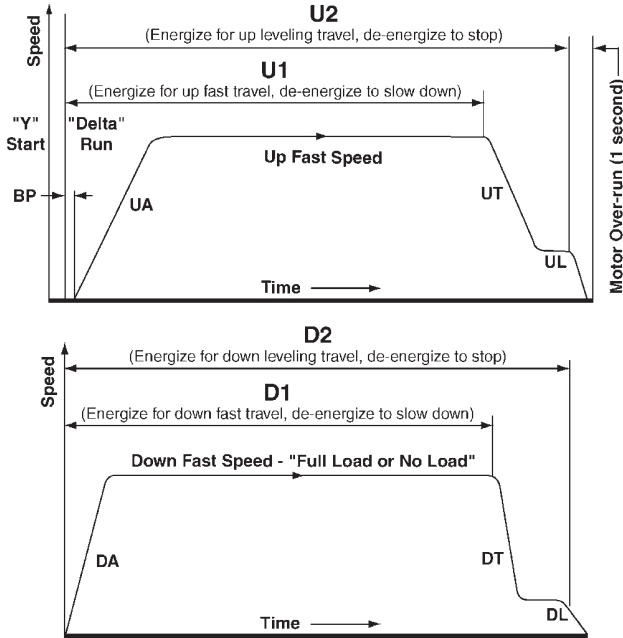 U2
(Energize for up leveling travel, de-energize to stop)
Speed
U1
(Energize for up fast travel, de-energize to slow down)
"Y"
Start
"Delta"
Run
Up Fast Speed
BP
UA
UT
UL
Time
Motor Over-run (1 second)
D2
(Energize for down leveling travel, de-energize to stop)
Speed
D1
(Energize for down fast travel, de-energize to slow down)
Down Fast Speed - "Full Load or No Load"
DA
DT
DL
Time